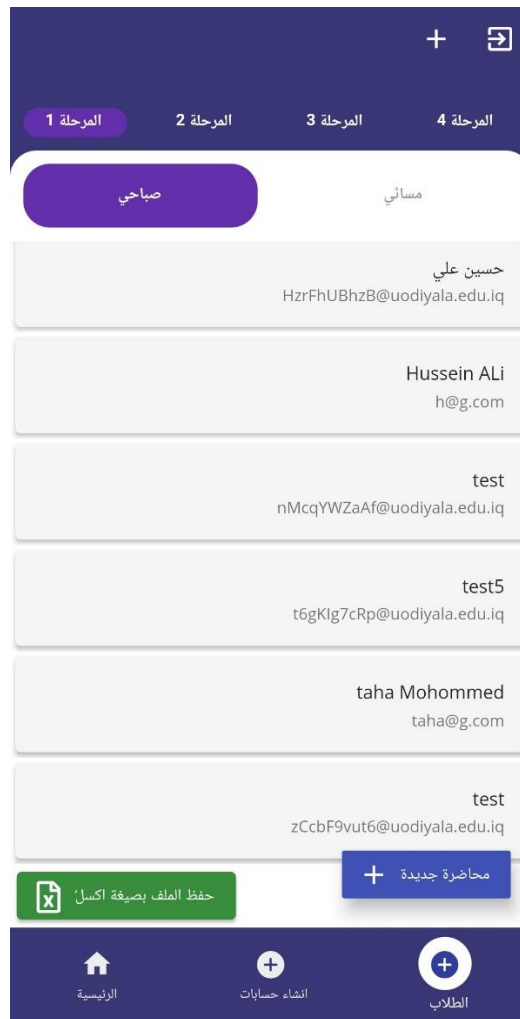 المرحلة 1
المرحلة 2
المرحلة 3
المرحلة 4
صباحي
مسائي
حسين علي
HzrFhUBhzB@uodiyala.edu.iq
Hussein ALi
h@g.com
test
nMcqYWZaAf@uodiyala.edu.iq
test5
t6gKIg7cRp@uodiyala.edu.iq
taha Mohommed
taha@g.com
test
zCcbF9vut6@uodiyala.edu.iq
محاضرة جديدة
حفظ الملف بصيغة اكسل
الرئيسية
انشاء حسابات
الطلاب